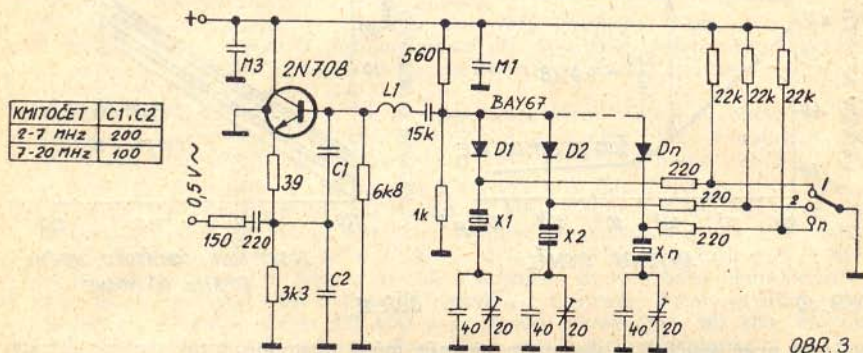 +
M3
2N708
560
M1
22k 22k 22k
BAY67
L1
15k
KMITOČET C1,C2
2-7 MHz 200
7-20 MHz 100
D1
D2
Dn
C1
6k8
39
0,5V~
150
220
220
220
220
1
2
n
1k
X1
X2
Xn
3k3
C2
40
20
40
20
40
20
OBR. 3